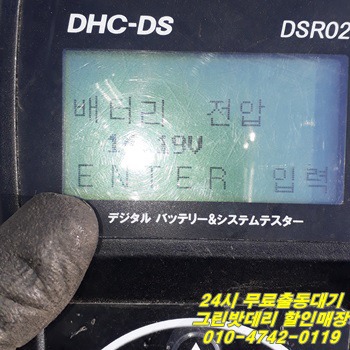 DHC-DS DSR02
배터리 전압
ENTER 입력
デジタル バッテリー&システムテスター
24시 무료출동대기
그린밧데리 할인매장
010-4742-0119